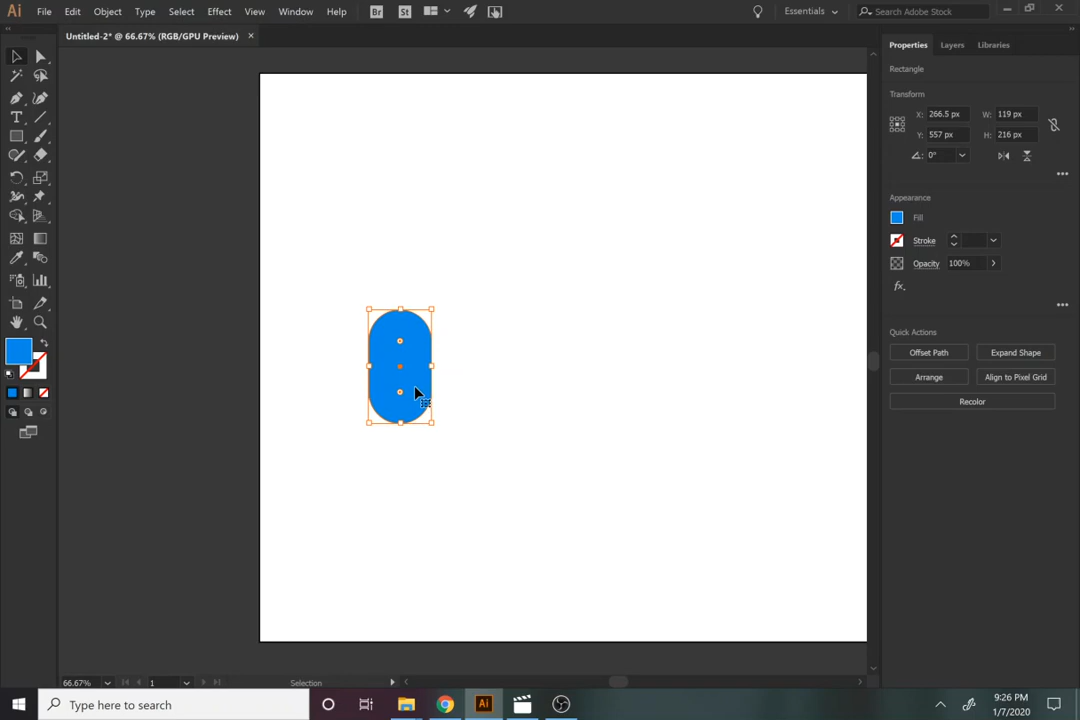 Ai File Edit Object Type Select Effect View Window Help Br St Essentials Search Adobe Stock
Untitled-2* @ 66.67% (RGB/GPU Preview) ×
Properties Layers Libraries
Rectangle
Transform
X: 266.5 px W: 119 px
Y: 557 px H: 216 px
0°
Appearance
Fill
Stroke
Opacity 100%
fx.
Quick Actions
Offset Path Expand Shape
Arrange Align to Pixel Grid
Recolor
66.67% 1 Selection
Type here to search
Ai
9:26 PM
1/7/2020